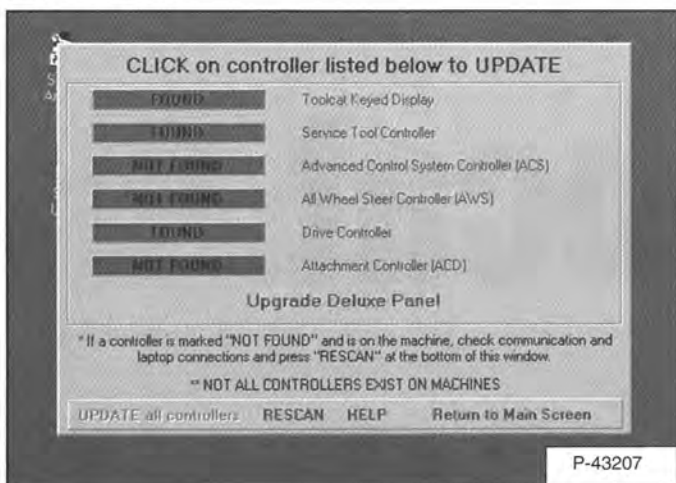 CLICK on controller listed below to UPDATE
FOUND Toolcat Keyed Display
FOUND Service Tool Controller
NOT FOUND Advanced Control System Controller (ACS)
NOT FOUND All Wheel Steer Controller (AWS)
FOUND Drive Controller
NOT FOUND Attachment Controller (ACD)
Upgrade Deluxe Panel
* If a controller is marked "NOT FOUND" and is on the machine, check communication and
laptop connections and press "RESCAN" at the bottom of this window.
** NOT ALL CONTROLLERS EXIST ON MACHINES
UPDATE all controllers RESCAN HELP Return to Main Screen
P-43207